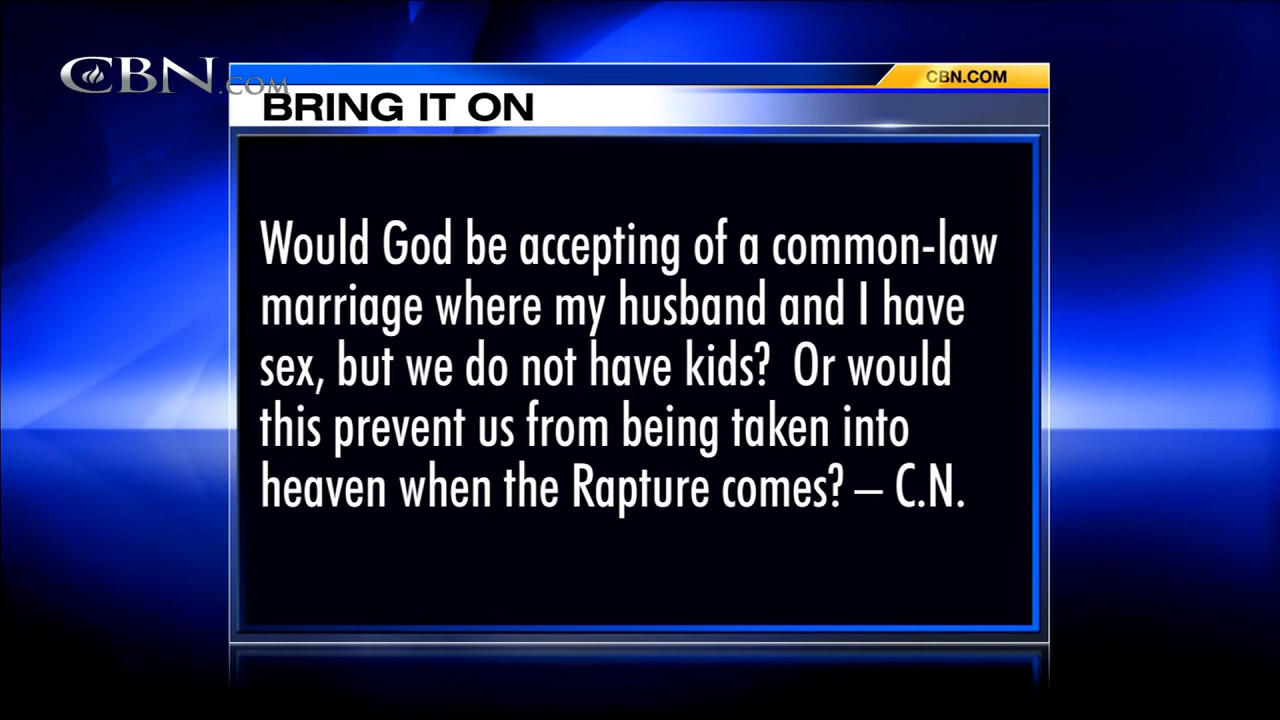 CBN.COM
CBN.COM
BRING IT ON
Would God be accepting of a common-law
marriage where my husband and I have
sex, but we do not have kids?  Or would
this prevent us from being taken into
heaven when the Rapture comes? – C.N.